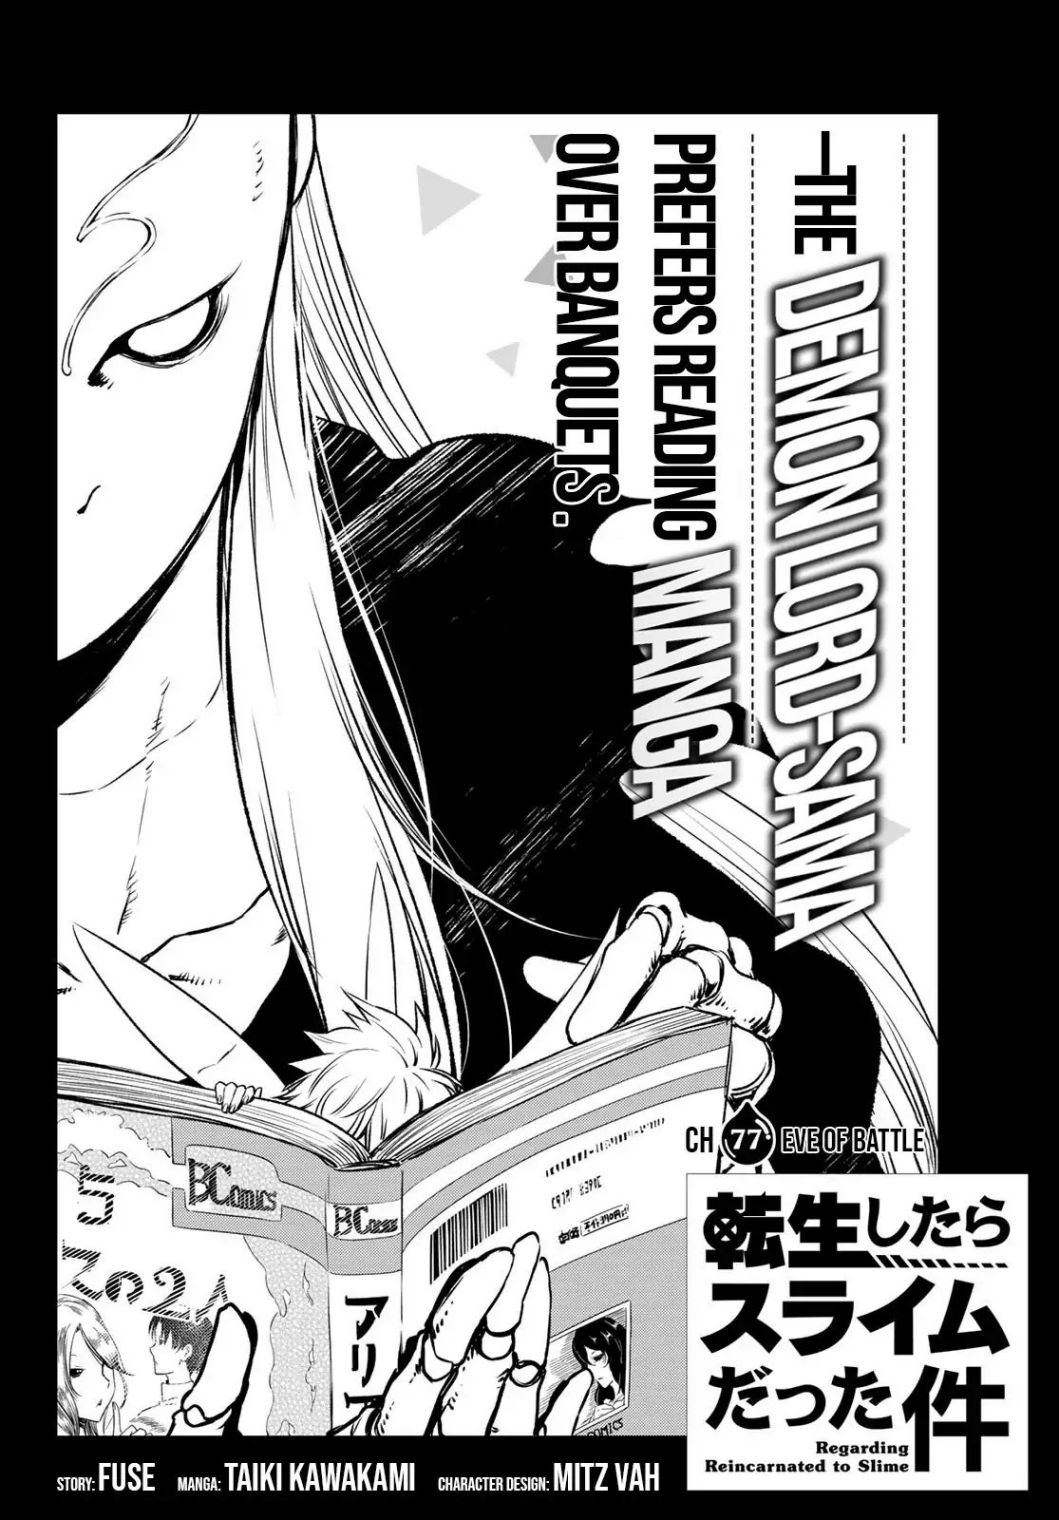 —THE DEMON LORD-SAMA
PREFERS READING MANGA
OVER BANQUETS.
CH 77 EVE OF BATTLE
BComics
アリ
転生したら
スライム
だった件
Regarding
Reincarnated to Slime
STORY: FUSE MANGA: TAIKI KAWAKAMI CHARACTER DESIGN: MITZ VAH